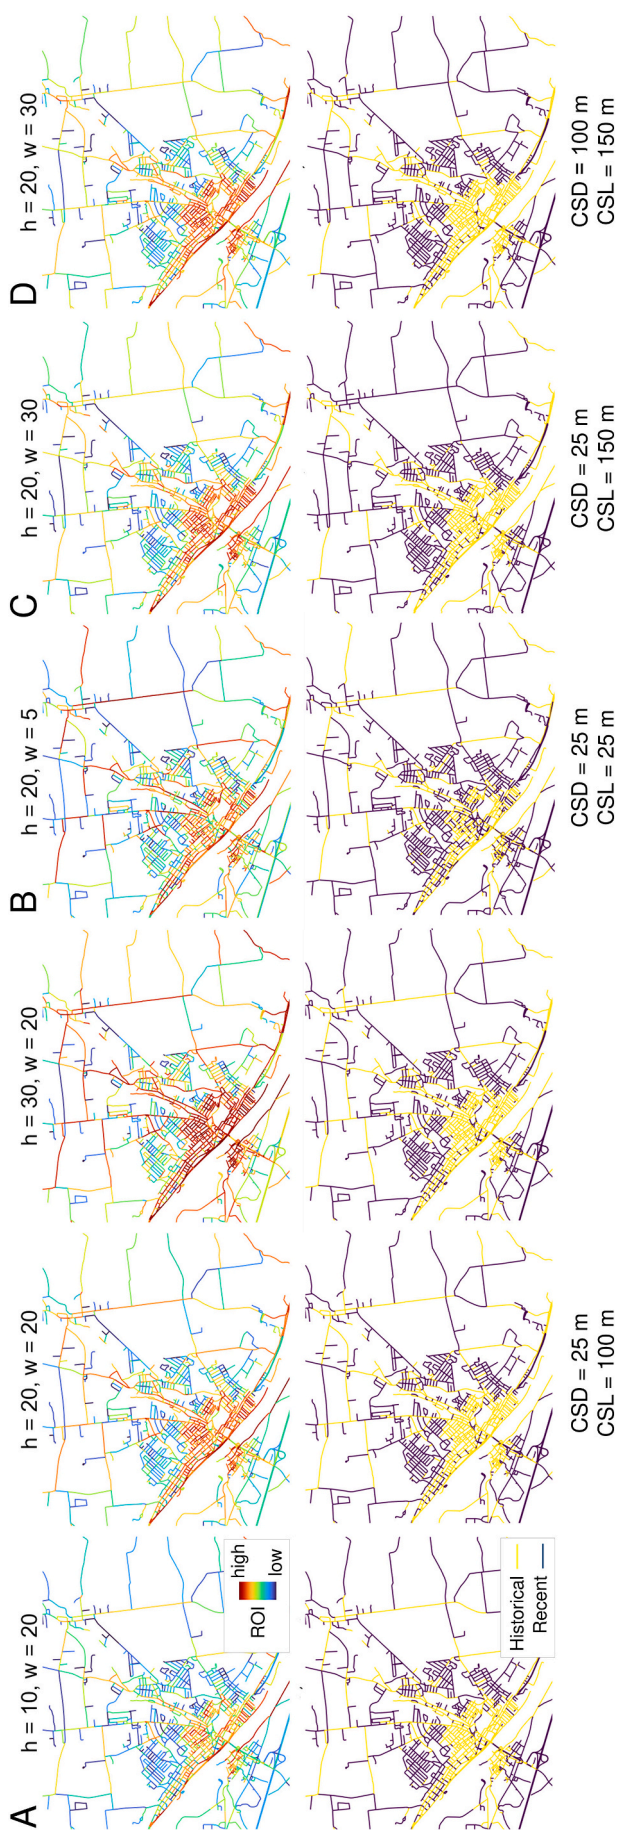 A
h = 10, w = 20
h = 20, w = 20
h = 30, w = 20
B
h = 20, w = 5
C
h = 20, w = 30
D
h = 20, w = 30
ROI
high
low
Historical
Recent
CSD = 25 m
CSL = 100 m
CSD = 25 m
CSL = 25 m
CSD = 25 m
CSL = 150 m
CSD = 100 m
CSL = 150 m